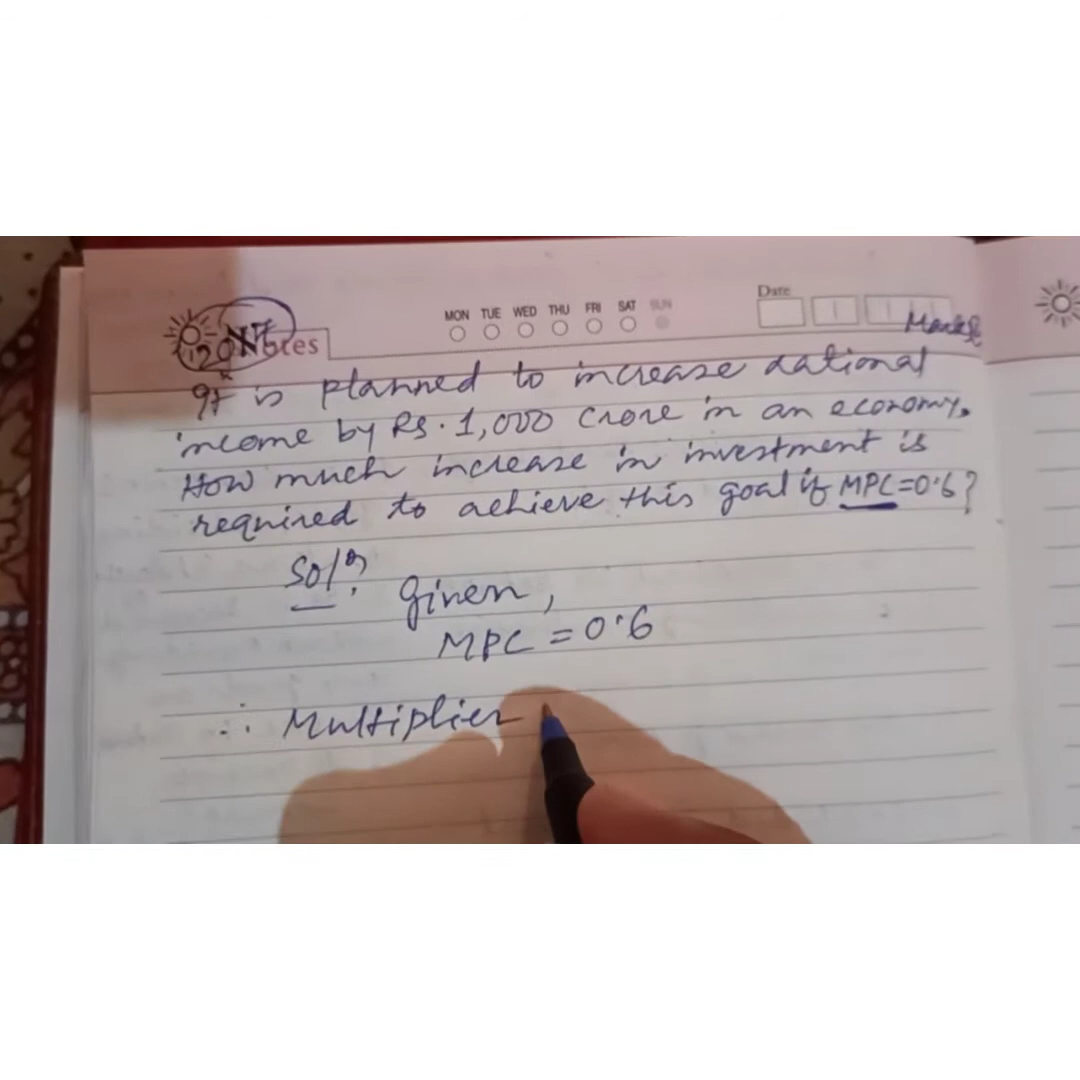 MON TUE WED THU FRI SAT SUN
Date
Notes
It is planned to increase national
income by Rs. 1,000 crore in an economy.
How much increase in investment is
required to achieve this goal if MPC=0.6?
Solⁿ:
Given,
MPC = 0.6
∴ Multiplier